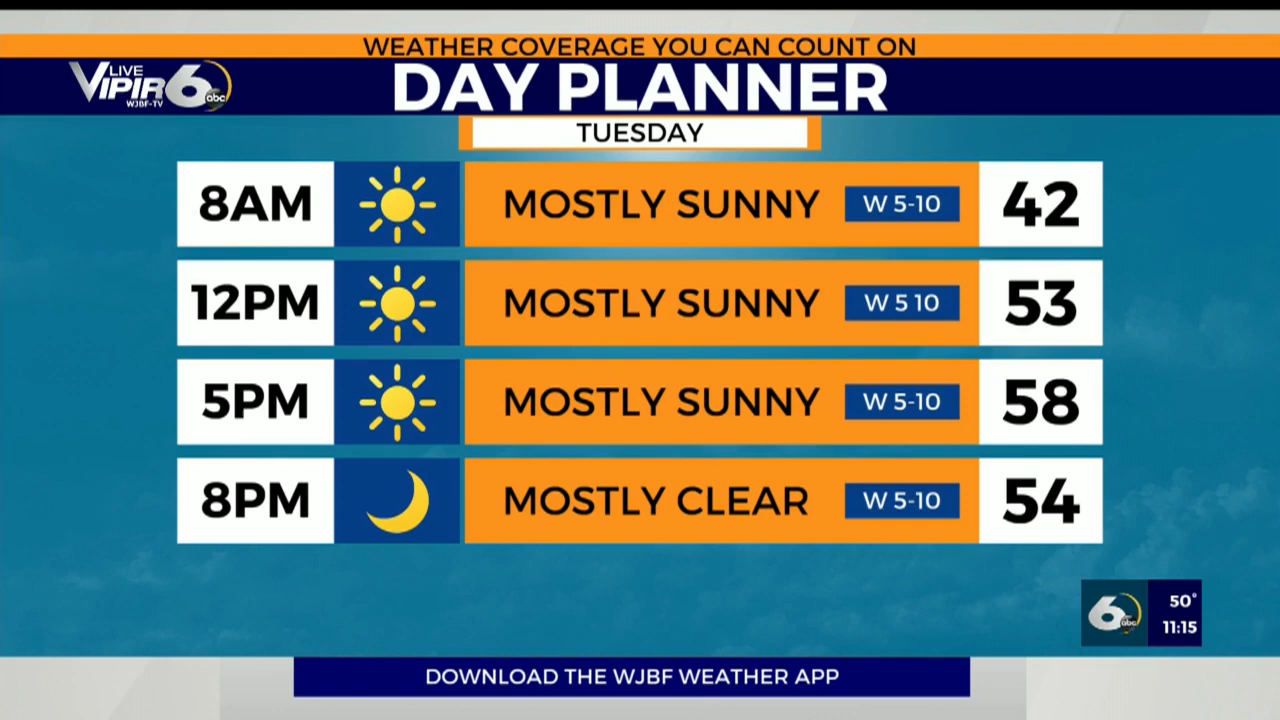 WEATHER COVERAGE YOU CAN COUNT ON
LIVE
VIPIR 6
WJBF-TV
abc
DAY PLANNER
TUESDAY
8AM MOSTLY SUNNY W 5-10 42
12PM MOSTLY SUNNY W 5 10 53
5PM MOSTLY SUNNY W 5-10 58
8PM MOSTLY CLEAR W 5-10 54
6 abc 50°
11:15
DOWNLOAD THE WJBF WEATHER APP